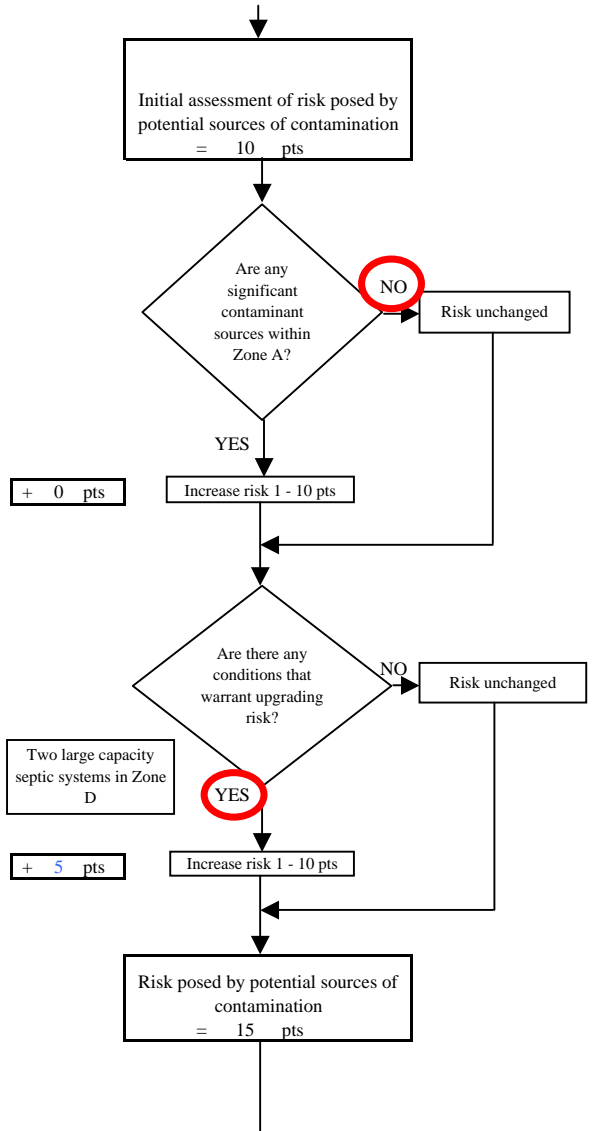 Initial assessment of risk posed by
potential sources of contamination
= 10 pts
Are any
significant
contaminant
sources within
Zone A?
NO
Risk unchanged
YES
+ 0 pts
Increase risk 1 - 10 pts
Are there any
conditions that
warrant upgrading
risk?
NO
Risk unchanged
Two large capacity
septic systems in Zone
D
YES
+ 5 pts
Increase risk 1 - 10 pts
Risk posed by potential sources of
contamination
= 15 pts